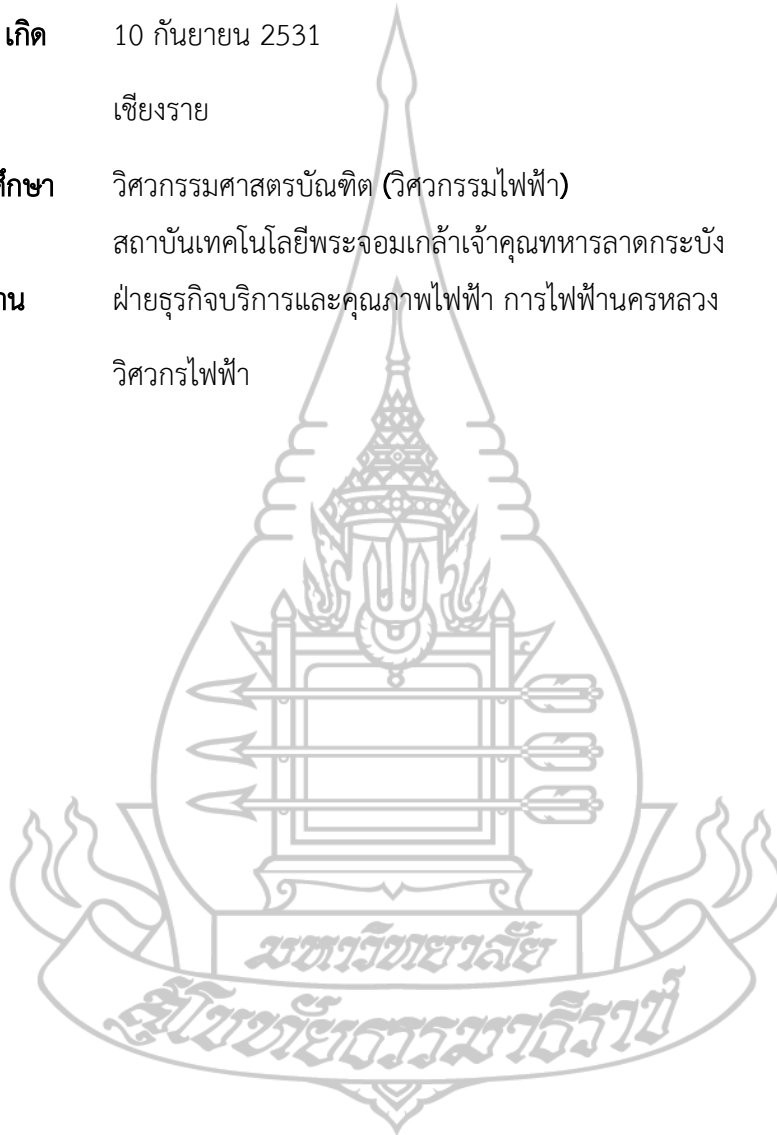 เกิด 10 กันยายน 2531
เชียงราย
ศึกษา วิศวกรรมศาสตรบัณฑิต (วิศวกรรมไฟฟ้า)
สถาบันเทคโนโลยีพระจอมเกล้าเจ้าคุณทหารลาดกระบัง
ฝ่ายธุรกิจบริการและคุณภาพไฟฟ้า การไฟฟ้านครหลวง
วิศวกรไฟฟ้า
มหาวิทยาลัย
สุโขทัยธรรมาธิราช